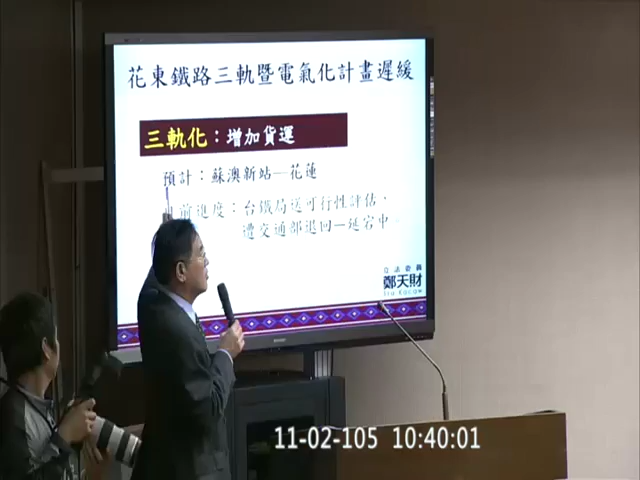 花東鐵路三軌暨電氣化計畫遲緩
三軌化：增加貨運
預計：蘇澳新站—花蓮
前進度：台鐵局送可行性評估，
遭交通部退回—延宕中
立法委員
鄭天財
Sra Kacaw
11-02-105 10:40:01